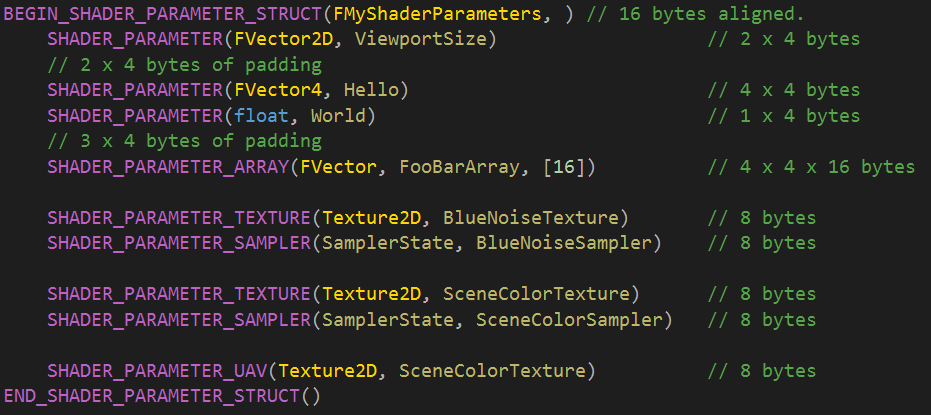 BEGIN_SHADER_PARAMETER_STRUCT(FMyShaderParameters, ) // 16 bytes aligned.
    SHADER_PARAMETER(FVector2D, ViewportSize)                   // 2 x 4 bytes
    // 2 x 4 bytes of padding
    SHADER_PARAMETER(FVector4, Hello)                           // 4 x 4 bytes
    SHADER_PARAMETER(float, World)                              // 1 x 4 bytes
    // 3 x 4 bytes of padding
    SHADER_PARAMETER_ARRAY(FVector, FooBarArray, [16])          // 4 x 4 x 16 bytes

    SHADER_PARAMETER_TEXTURE(Texture2D, BlueNoiseTexture)       // 8 bytes
    SHADER_PARAMETER_SAMPLER(SamplerState, BlueNoiseSampler)    // 8 bytes

    SHADER_PARAMETER_TEXTURE(Texture2D, SceneColorTexture)      // 8 bytes
    SHADER_PARAMETER_SAMPLER(SamplerState, SceneColorSampler)   // 8 bytes

    SHADER_PARAMETER_UAV(Texture2D, SceneColorTexture)          // 8 bytes
END_SHADER_PARAMETER_STRUCT()